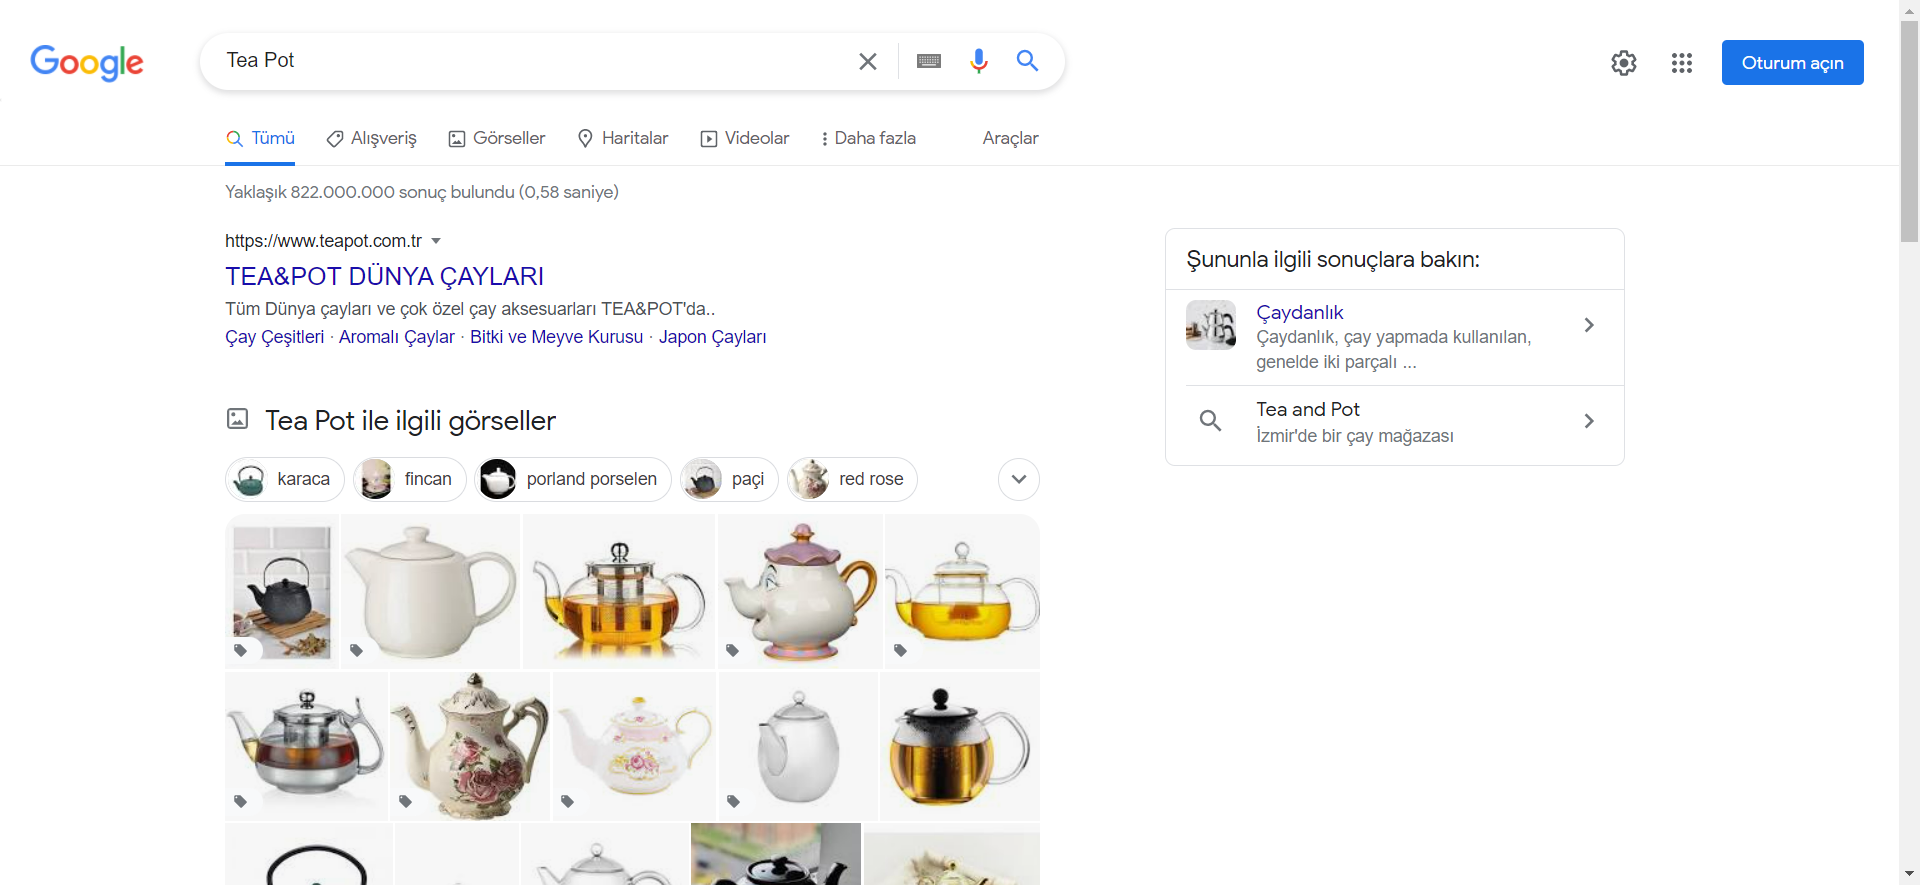 Google
Tea Pot
Oturum açın
Tümü
Alışveriş
Görseller
Haritalar
Videolar
Daha fazla
Araçlar
Yaklaşık 822.000.000 sonuç bulundu (0,58 saniye)
https://www.teapot.com.tr
TEA&POT DÜNYA ÇAYLARI
Tüm Dünya çayları ve çok özel çay aksesuarları TEA&POT'da..
Çay Çeşitleri · Aromalı Çaylar · Bitki ve Meyve Kurusu · Japon Çayları
Tea Pot ile ilgili görseller
karaca
fincan
porland porselen
paçi
red rose
Şununla ilgili sonuçlara bakın:
Çaydanlık
Çaydanlık, çay yapmada kullanılan,
genelde iki parçalı ...
Tea and Pot
İzmir'de bir çay mağazası